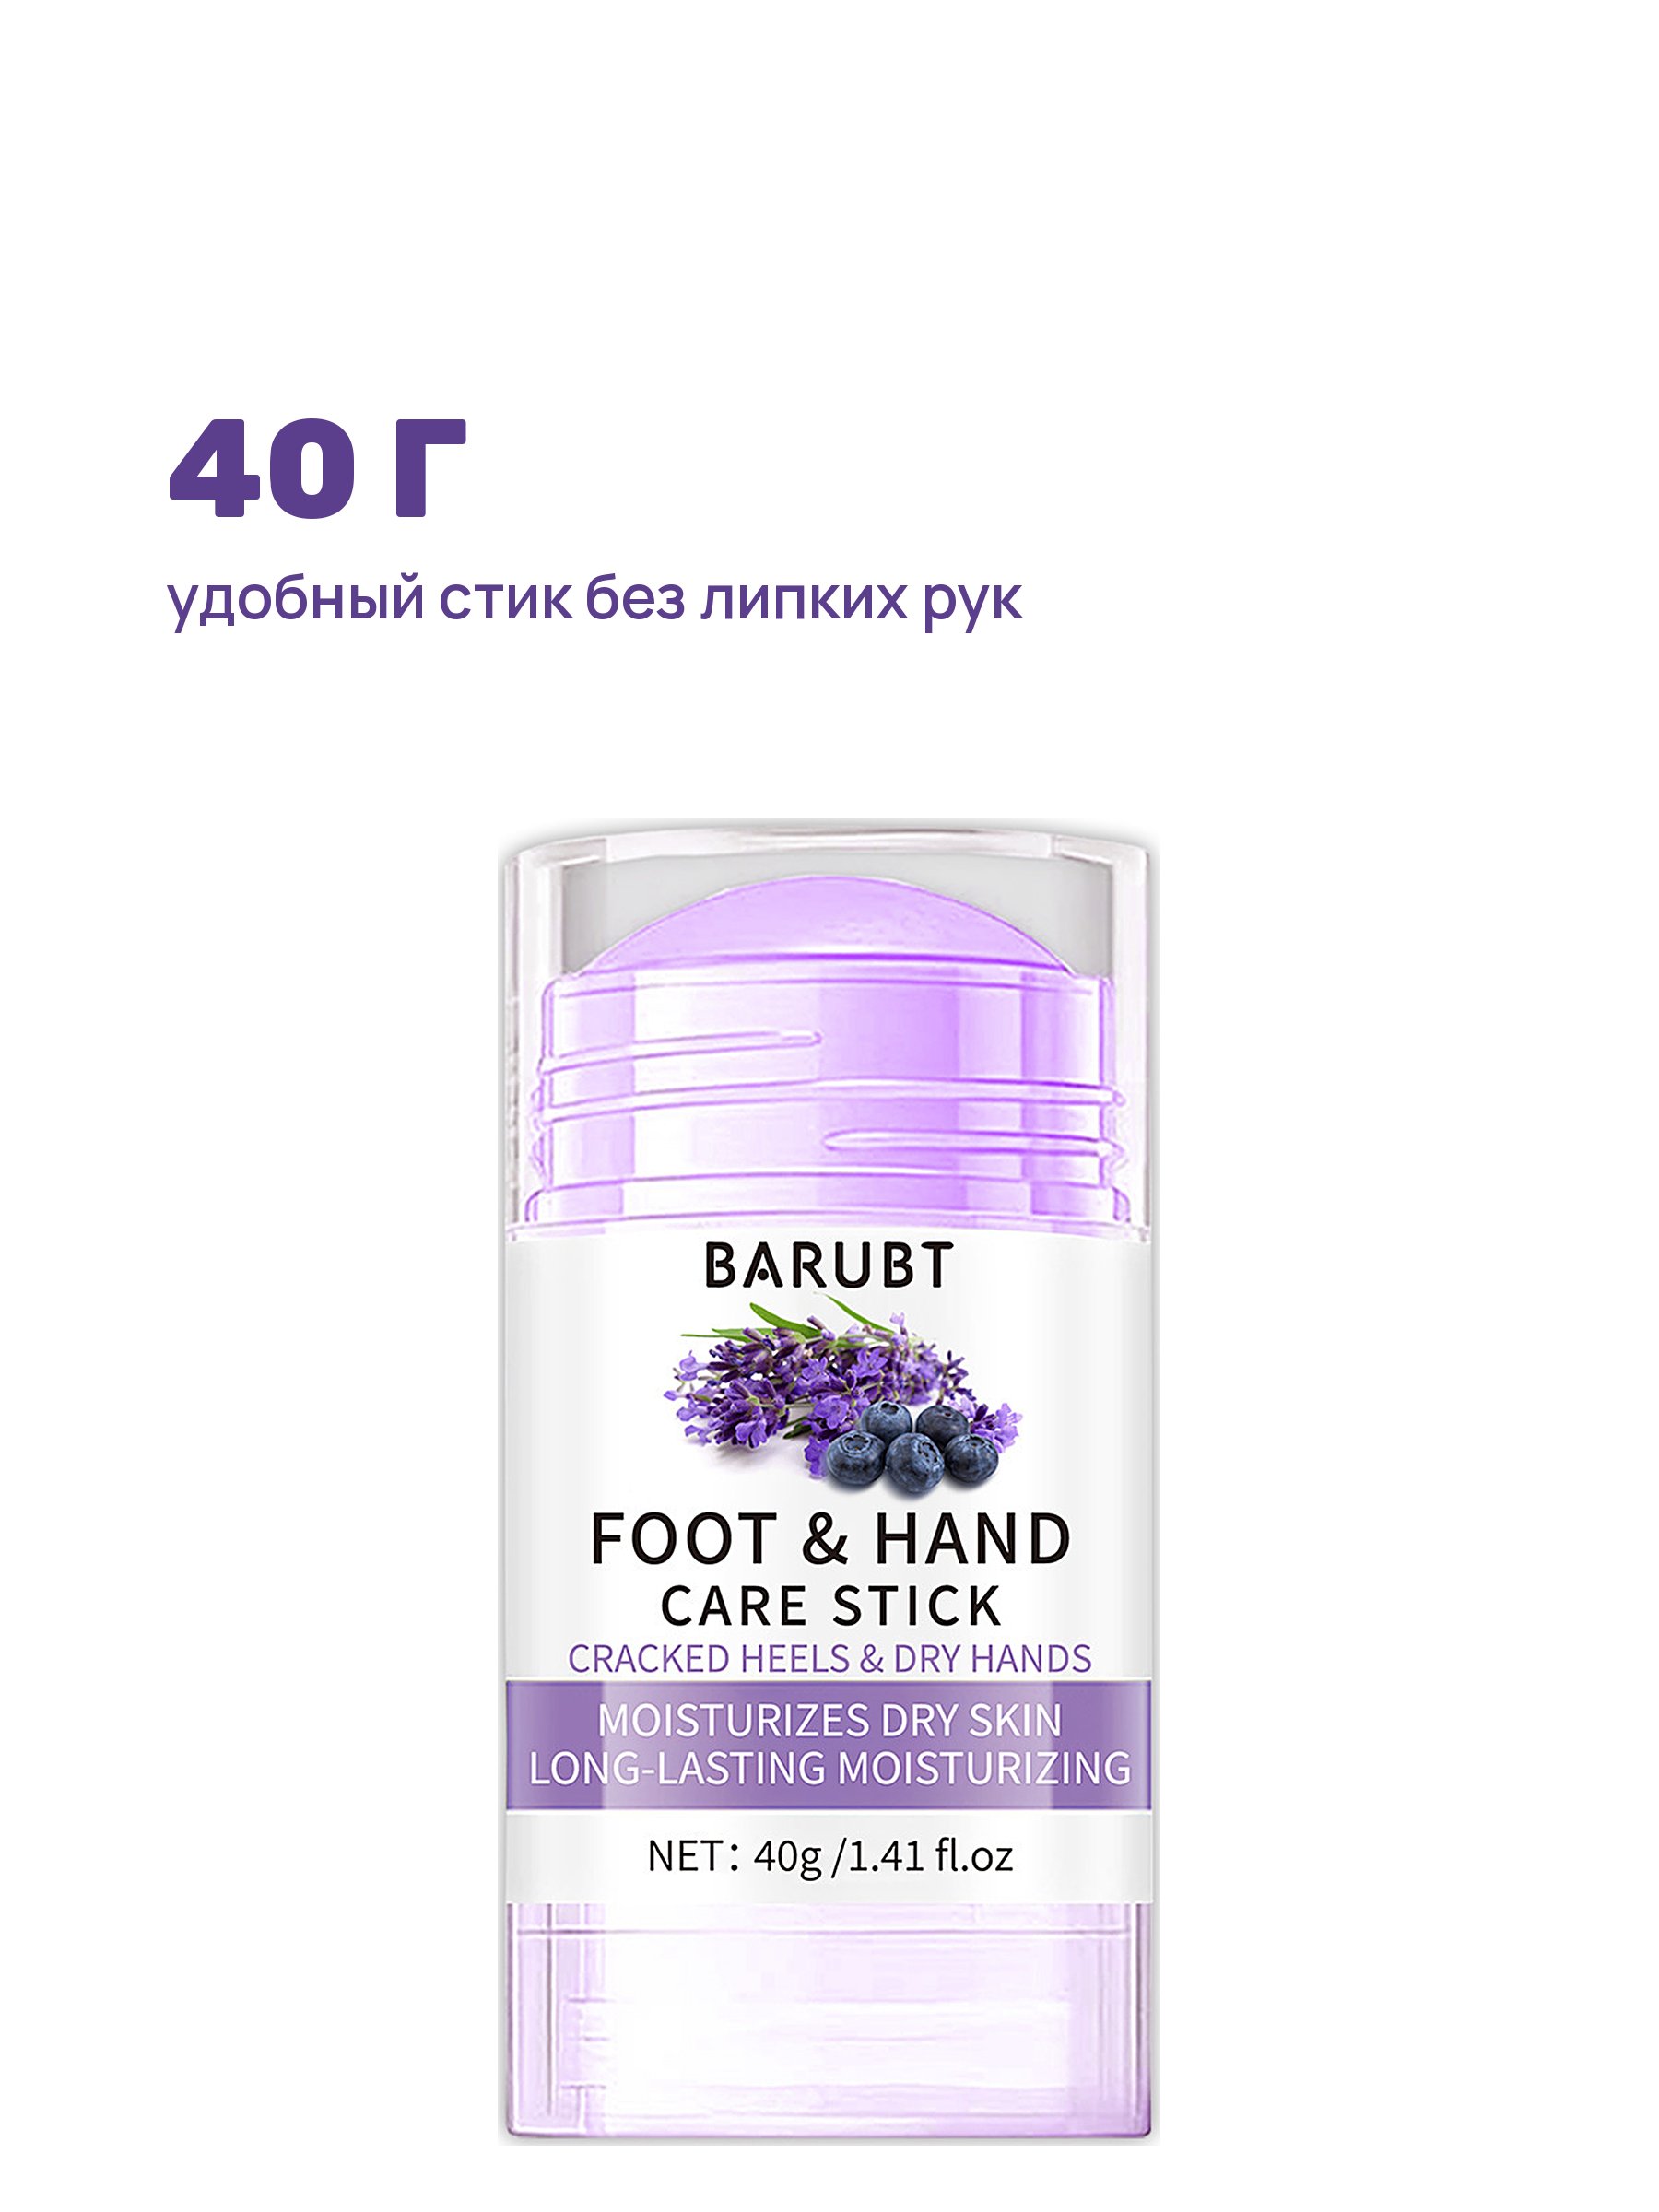 40 Г
удобный стик без липких рук
BARUBT
FOOT & HAND
CARE STICK
CRACKED HEELS & DRY HANDS
MOISTURIZES DRY SKIN
LONG-LASTING MOISTURIZING
NET: 40g /1.41 fl.oz